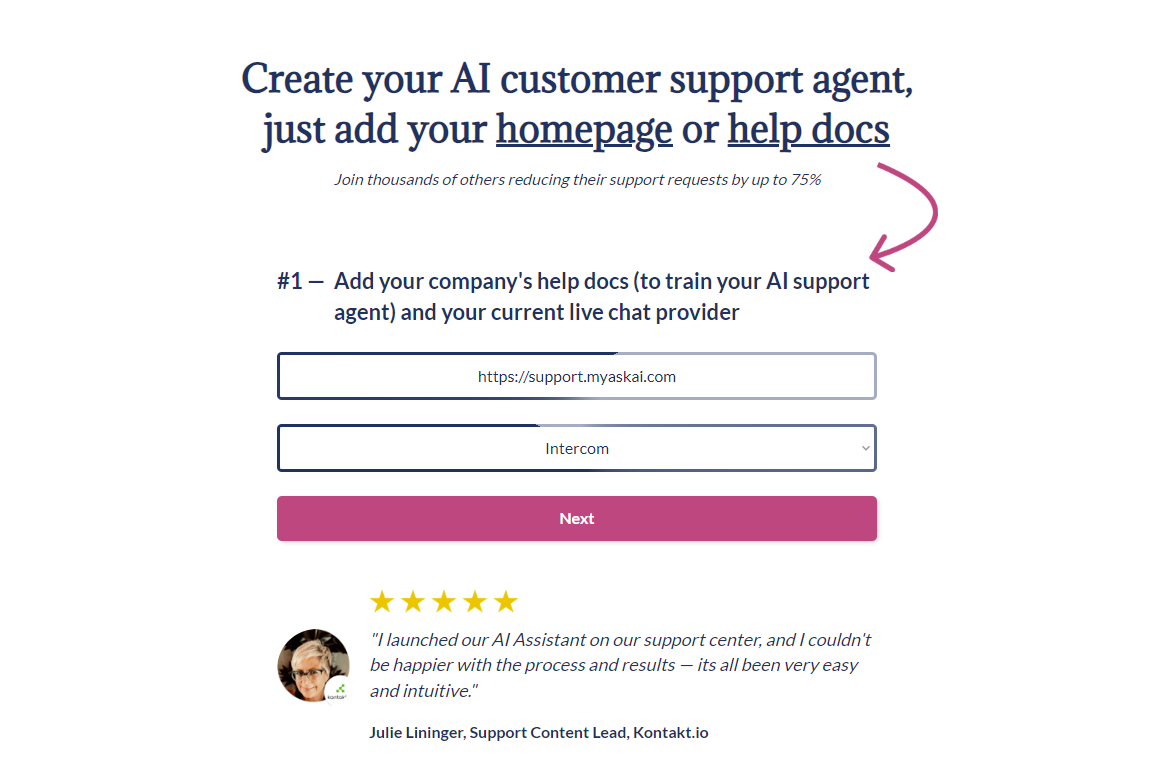 Create your AI customer support agent,
just add your homepage or help docs
Join thousands of others reducing their support requests by up to 75%
#1 — Add your company's help docs (to train your AI support
agent) and your current live chat provider
https://support.myaskai.com
Intercom
Next
"I launched our AI Assistant on our support center, and I couldn't
be happier with the process and results — its all been very easy
and intuitive."
kontakt
Julie Lininger, Support Content Lead, Kontakt.io